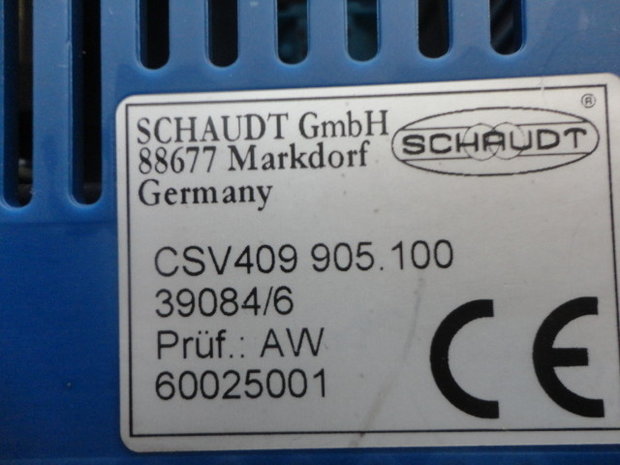 SCHAUDT GmbH
88677 Markdorf
Germany
SCHAUDT ®
CSV409 905.100
39084/6
Prüf.: AW
60025001
CE